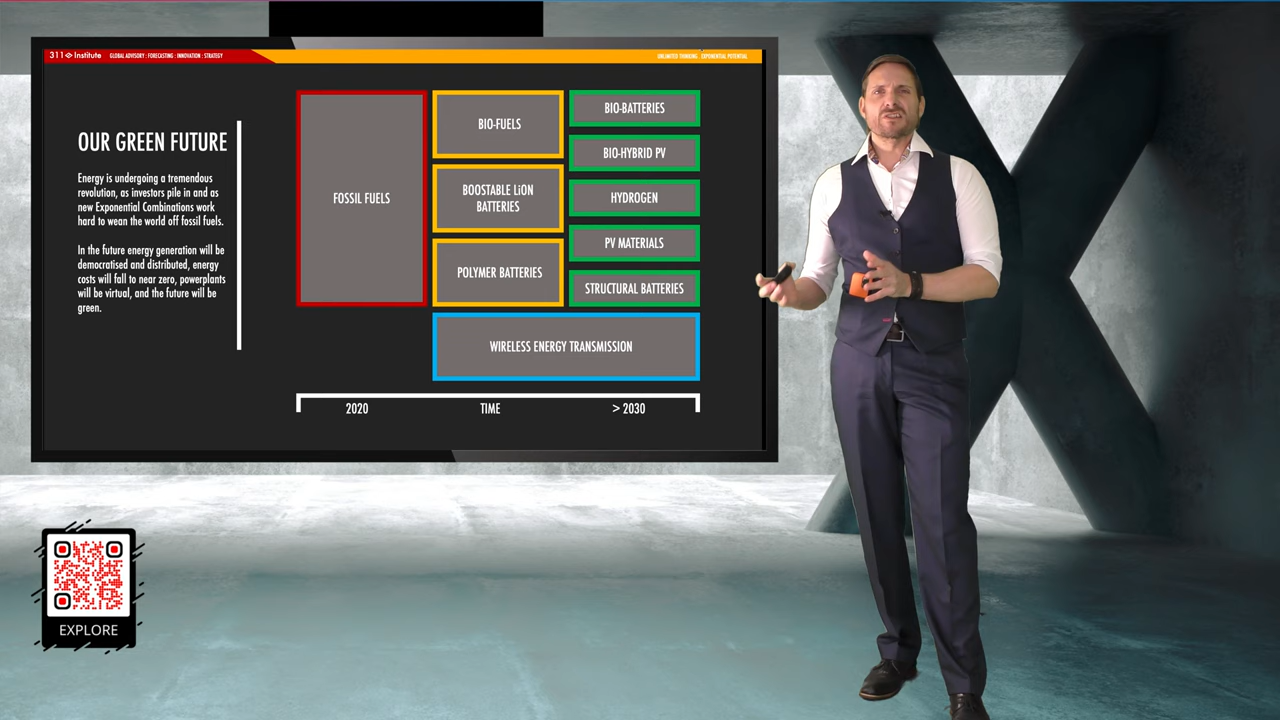 311 Institute
GLOBAL ADVISORY : FORECASTING : INNOVATION : STRATEGY
UNLIMITED THINKING . EXPONENTIAL POTENTIAL
OUR GREEN FUTURE
Energy is undergoing a tremendous
revolution, as investors pile in and as
new Exponential Combinations work
hard to wean the world off fossil fuels.
In the future energy generation will be
democratised and distributed, energy
costs will fall to near zero, powerplants
will be virtual, and the future will be
green.
FOSSIL FUELS
BIO-FUELS
BOOSTABLE LiON
BATTERIES
POLYMER BATTERIES
BIO-BATTERIES
BIO-HYBRID PV
HYDROGEN
PV MATERIALS
STRUCTURAL BATTERIES
WIRELESS ENERGY TRANSMISSION
2020
TIME
> 2030
EXPLORE